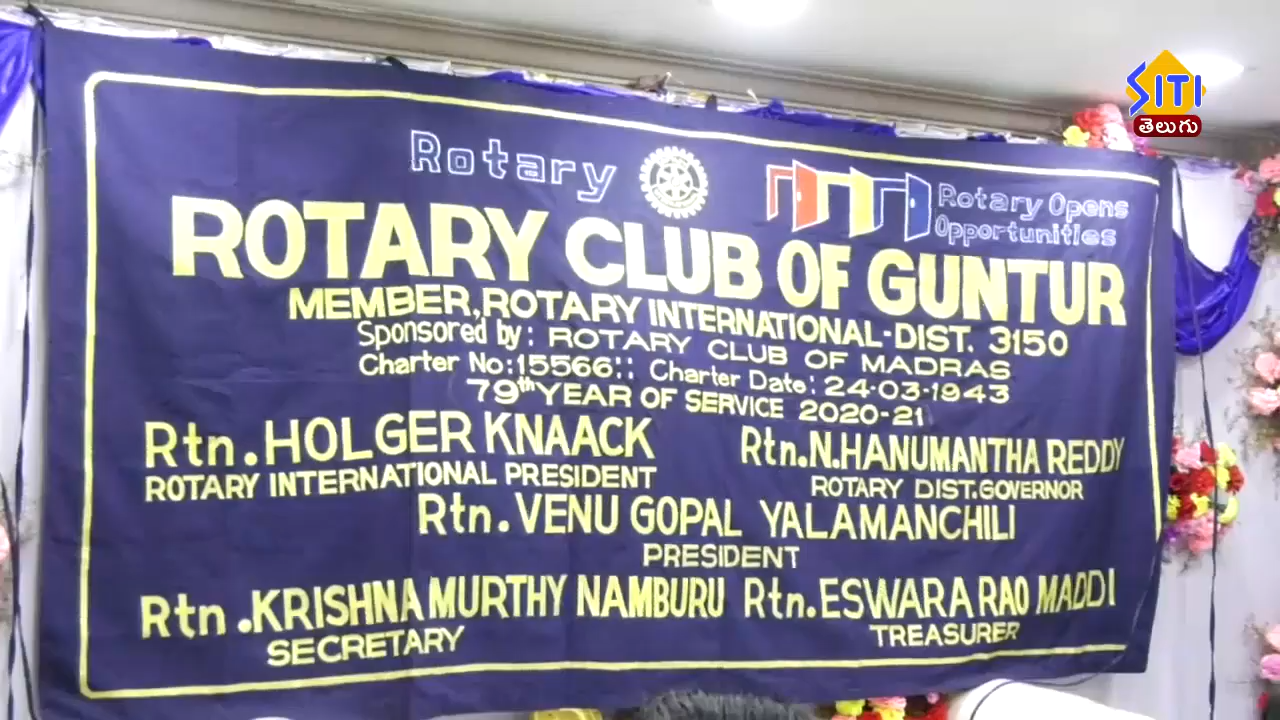 SITI
తెలుగు
Rotary
Rotary Opens
Opportunities
ROTARY CLUB OF GUNTUR
MEMBER, ROTARY INTERNATIONAL-DIST. 3150
Sponsored by: ROTARY CLUB OF MADRAS
Charter No:15566:: Charter Date: 24-03-1943
79th YEAR OF SERVICE 2020-21
Rtn. HOLGER KNAACK
ROTARY INTERNATIONAL PRESIDENT
Rtn.N.HANUMANTHA REDDY
ROTARY DIST.GOVERNOR
Rtn. VENU GOPAL YALAMANCHILI
PRESIDENT
Rtn. KRISHNA MURTHY NAMBURU
SECRETARY
Rtn. ESWARA RAO MADDI
TREASURER